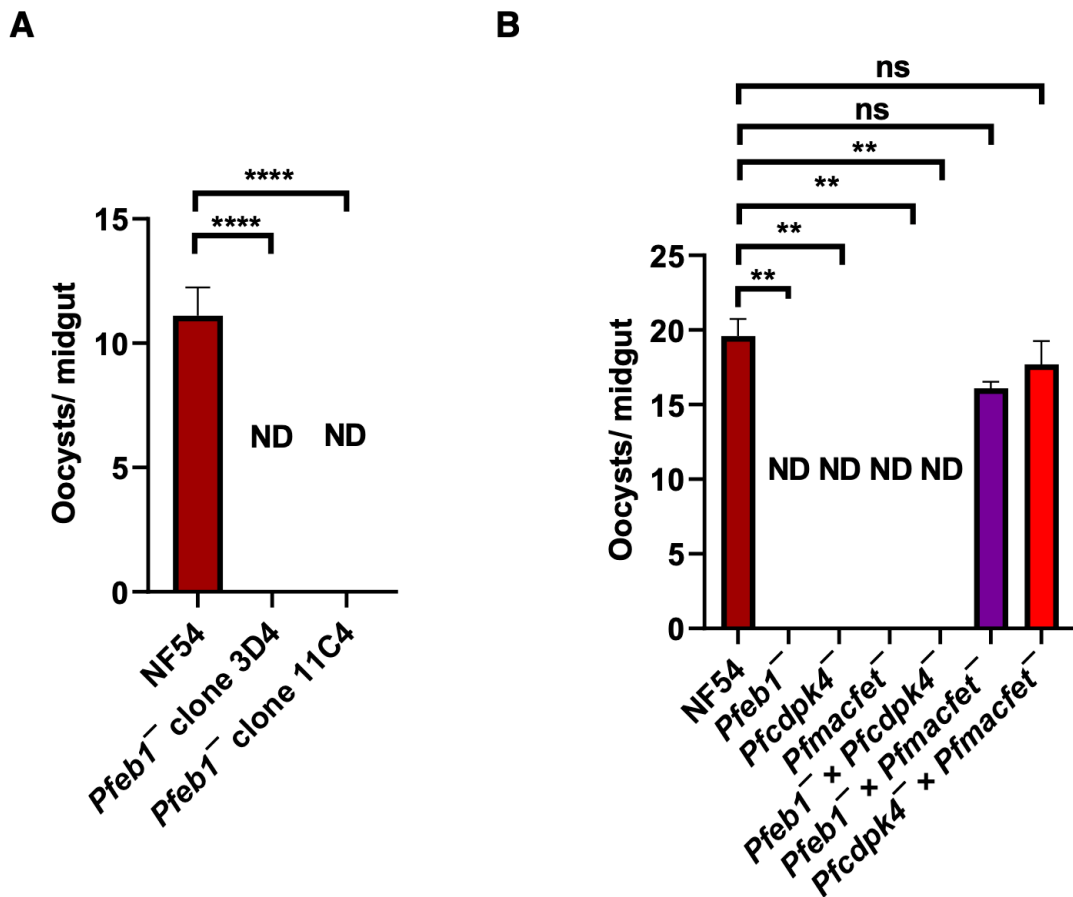 A
B
ns
ns
**
**
**
**
****
****
15
10
5
0
Oocysts/ midgut
ND
ND
NF54
Pfeb1⁻ clone 3D4
Pfeb1⁻ clone 11C4
25
20
15
10
5
0
Oocysts/ midgut
ND ND ND ND
NF54
Pfeb1⁻
Pfcdpk4⁻
Pfmacfet⁻
Pfeb1⁻ + Pfcdpk4⁻
Pfeb1⁻ + Pfmacfet⁻
Pfcdpk4⁻ + Pfmacfet⁻